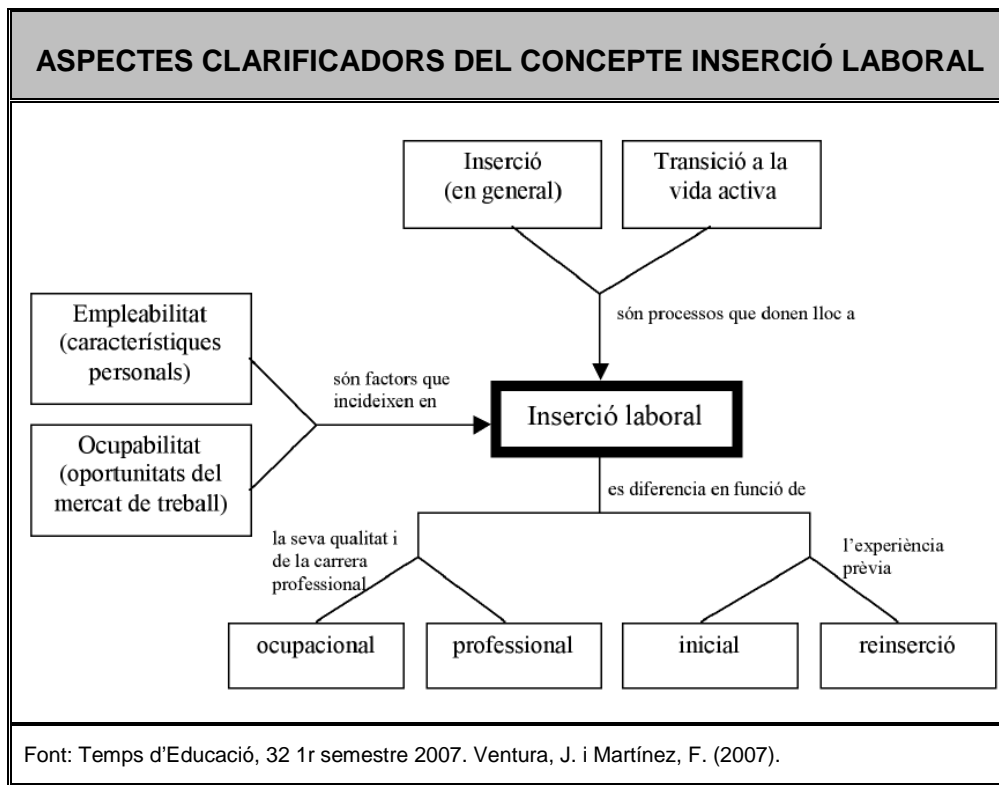 ASPECTES CLARIFICADORS DEL CONCEPTE INSERCIÓ LABORAL
Inserció
(en general)
Transició a la
vida activa
són processos que donen lloc a
Empleabilitat
(característiques
personals)
són factors que
incideixen en
Inserció laboral
Ocupabilitat
(oportunitats del
mercat de treball)
es diferencia en funció de
la seva qualitat i
de la carrera
professional
l'experiència
prèvia
ocupacional
professional
inicial
reinserció
Font: Temps d'Educació, 32 1r semestre 2007. Ventura, J. i Martínez, F. (2007).